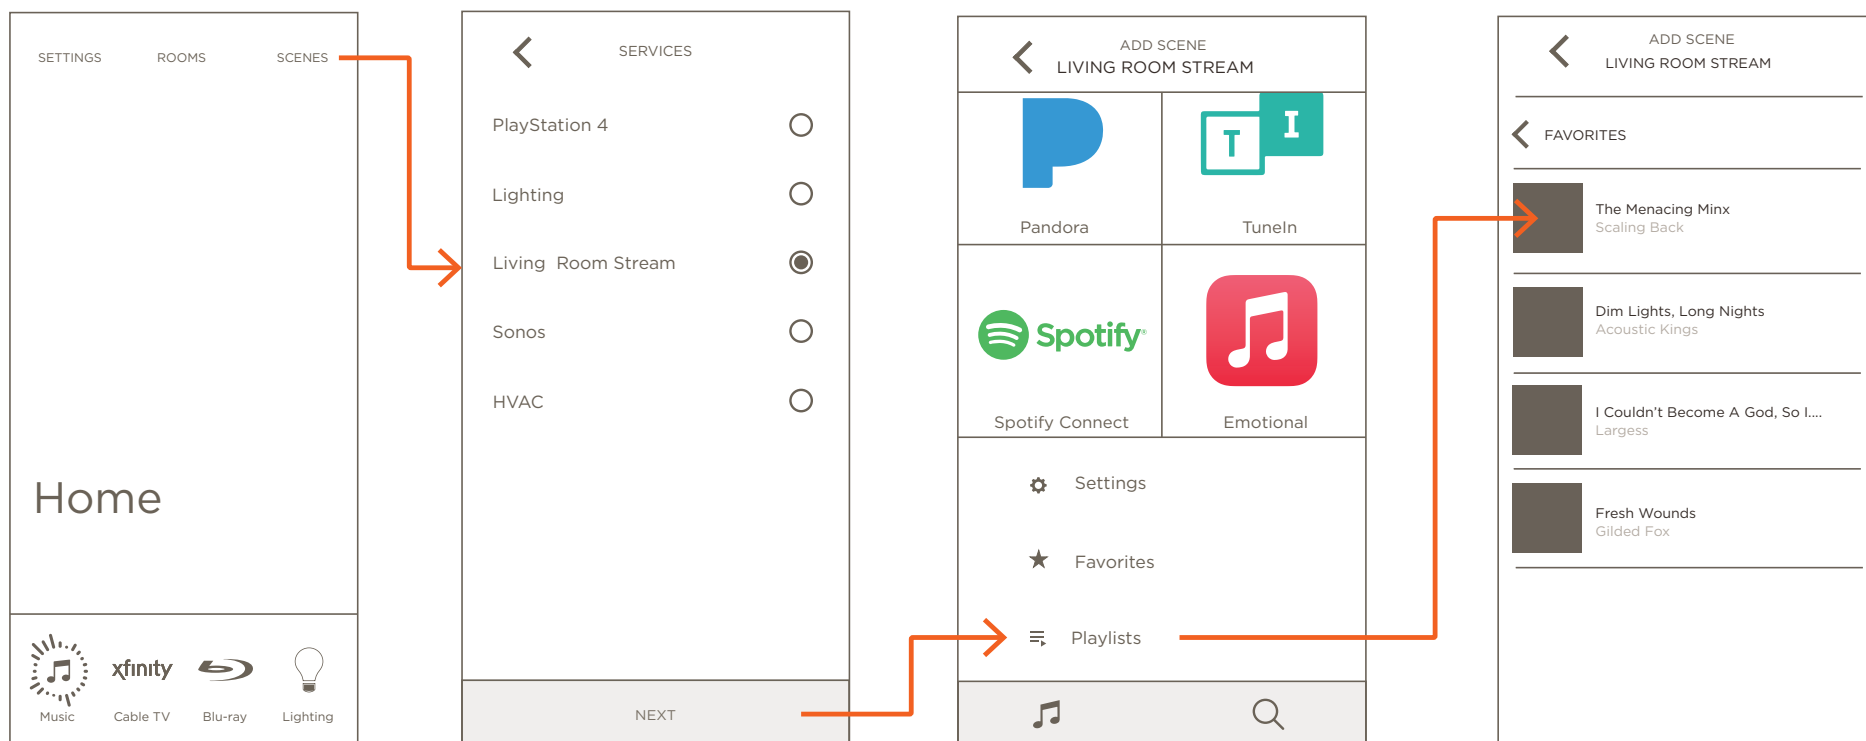 SETTINGS ROOMS SCENES
Home
xfinity
Music Cable TV Blu-ray Lighting
SERVICES
PlayStation 4
Lighting
Living Room Stream
Sonos
HVAC
NEXT
ADD SCENE
LIVING ROOM STREAM
T I
Pandora TuneIn
Spotify
Spotify Connect Emotional
Settings
Favorites
Playlists
ADD SCENE
LIVING ROOM STREAM
FAVORITES
The Menacing Minx
Scaling Back
Dim Lights, Long Nights
Acoustic Kings
I Couldn't Become A God, So I....
Largess
Fresh Wounds
Gilded Fox